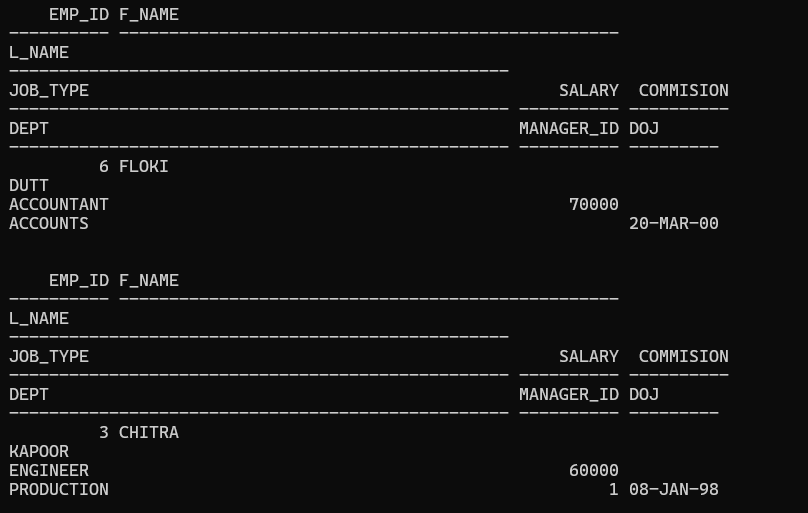 EMP_ID F_NAME
---------- --------------------------------------------------
L_NAME
--------------------------------------------------
JOB_TYPE SALARY COMMISION
-------------------------------------------------- ---------- ----------
DEPT MANAGER_ID DOJ
-------------------------------------------------- ---------- ---------
6 FLOKI
DUTT
ACCOUNTANT 70000
ACCOUNTS 20-MAR-00
EMP_ID F_NAME
---------- --------------------------------------------------
L_NAME
--------------------------------------------------
JOB_TYPE SALARY COMMISION
-------------------------------------------------- ---------- ----------
DEPT MANAGER_ID DOJ
-------------------------------------------------- ---------- ---------
3 CHITRA
KAPOOR
ENGINEER 60000
PRODUCTION 1 08-JAN-98